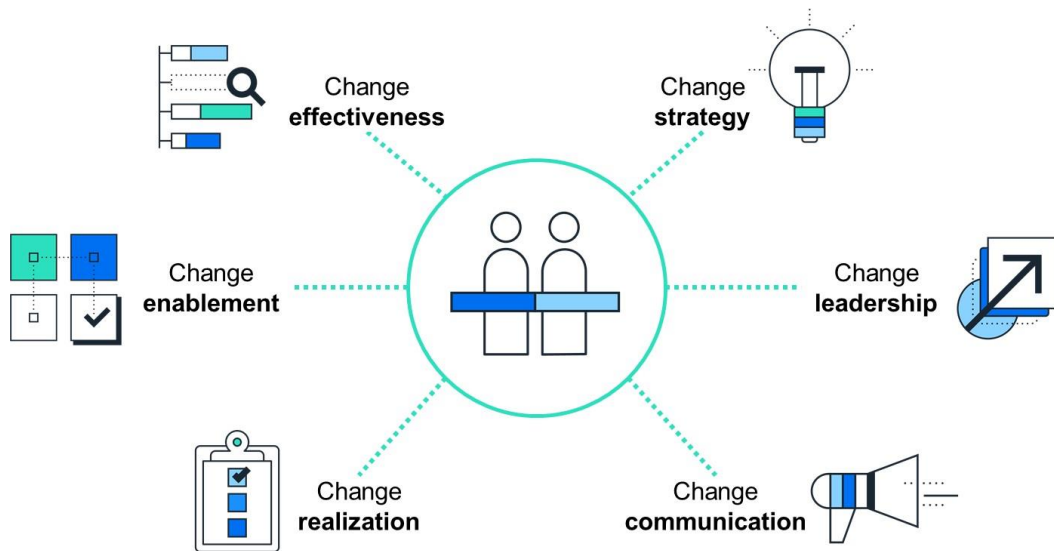 Change
effectiveness
Change
strategy
Change
enablement
Change
leadership
Change
realization
Change
communication